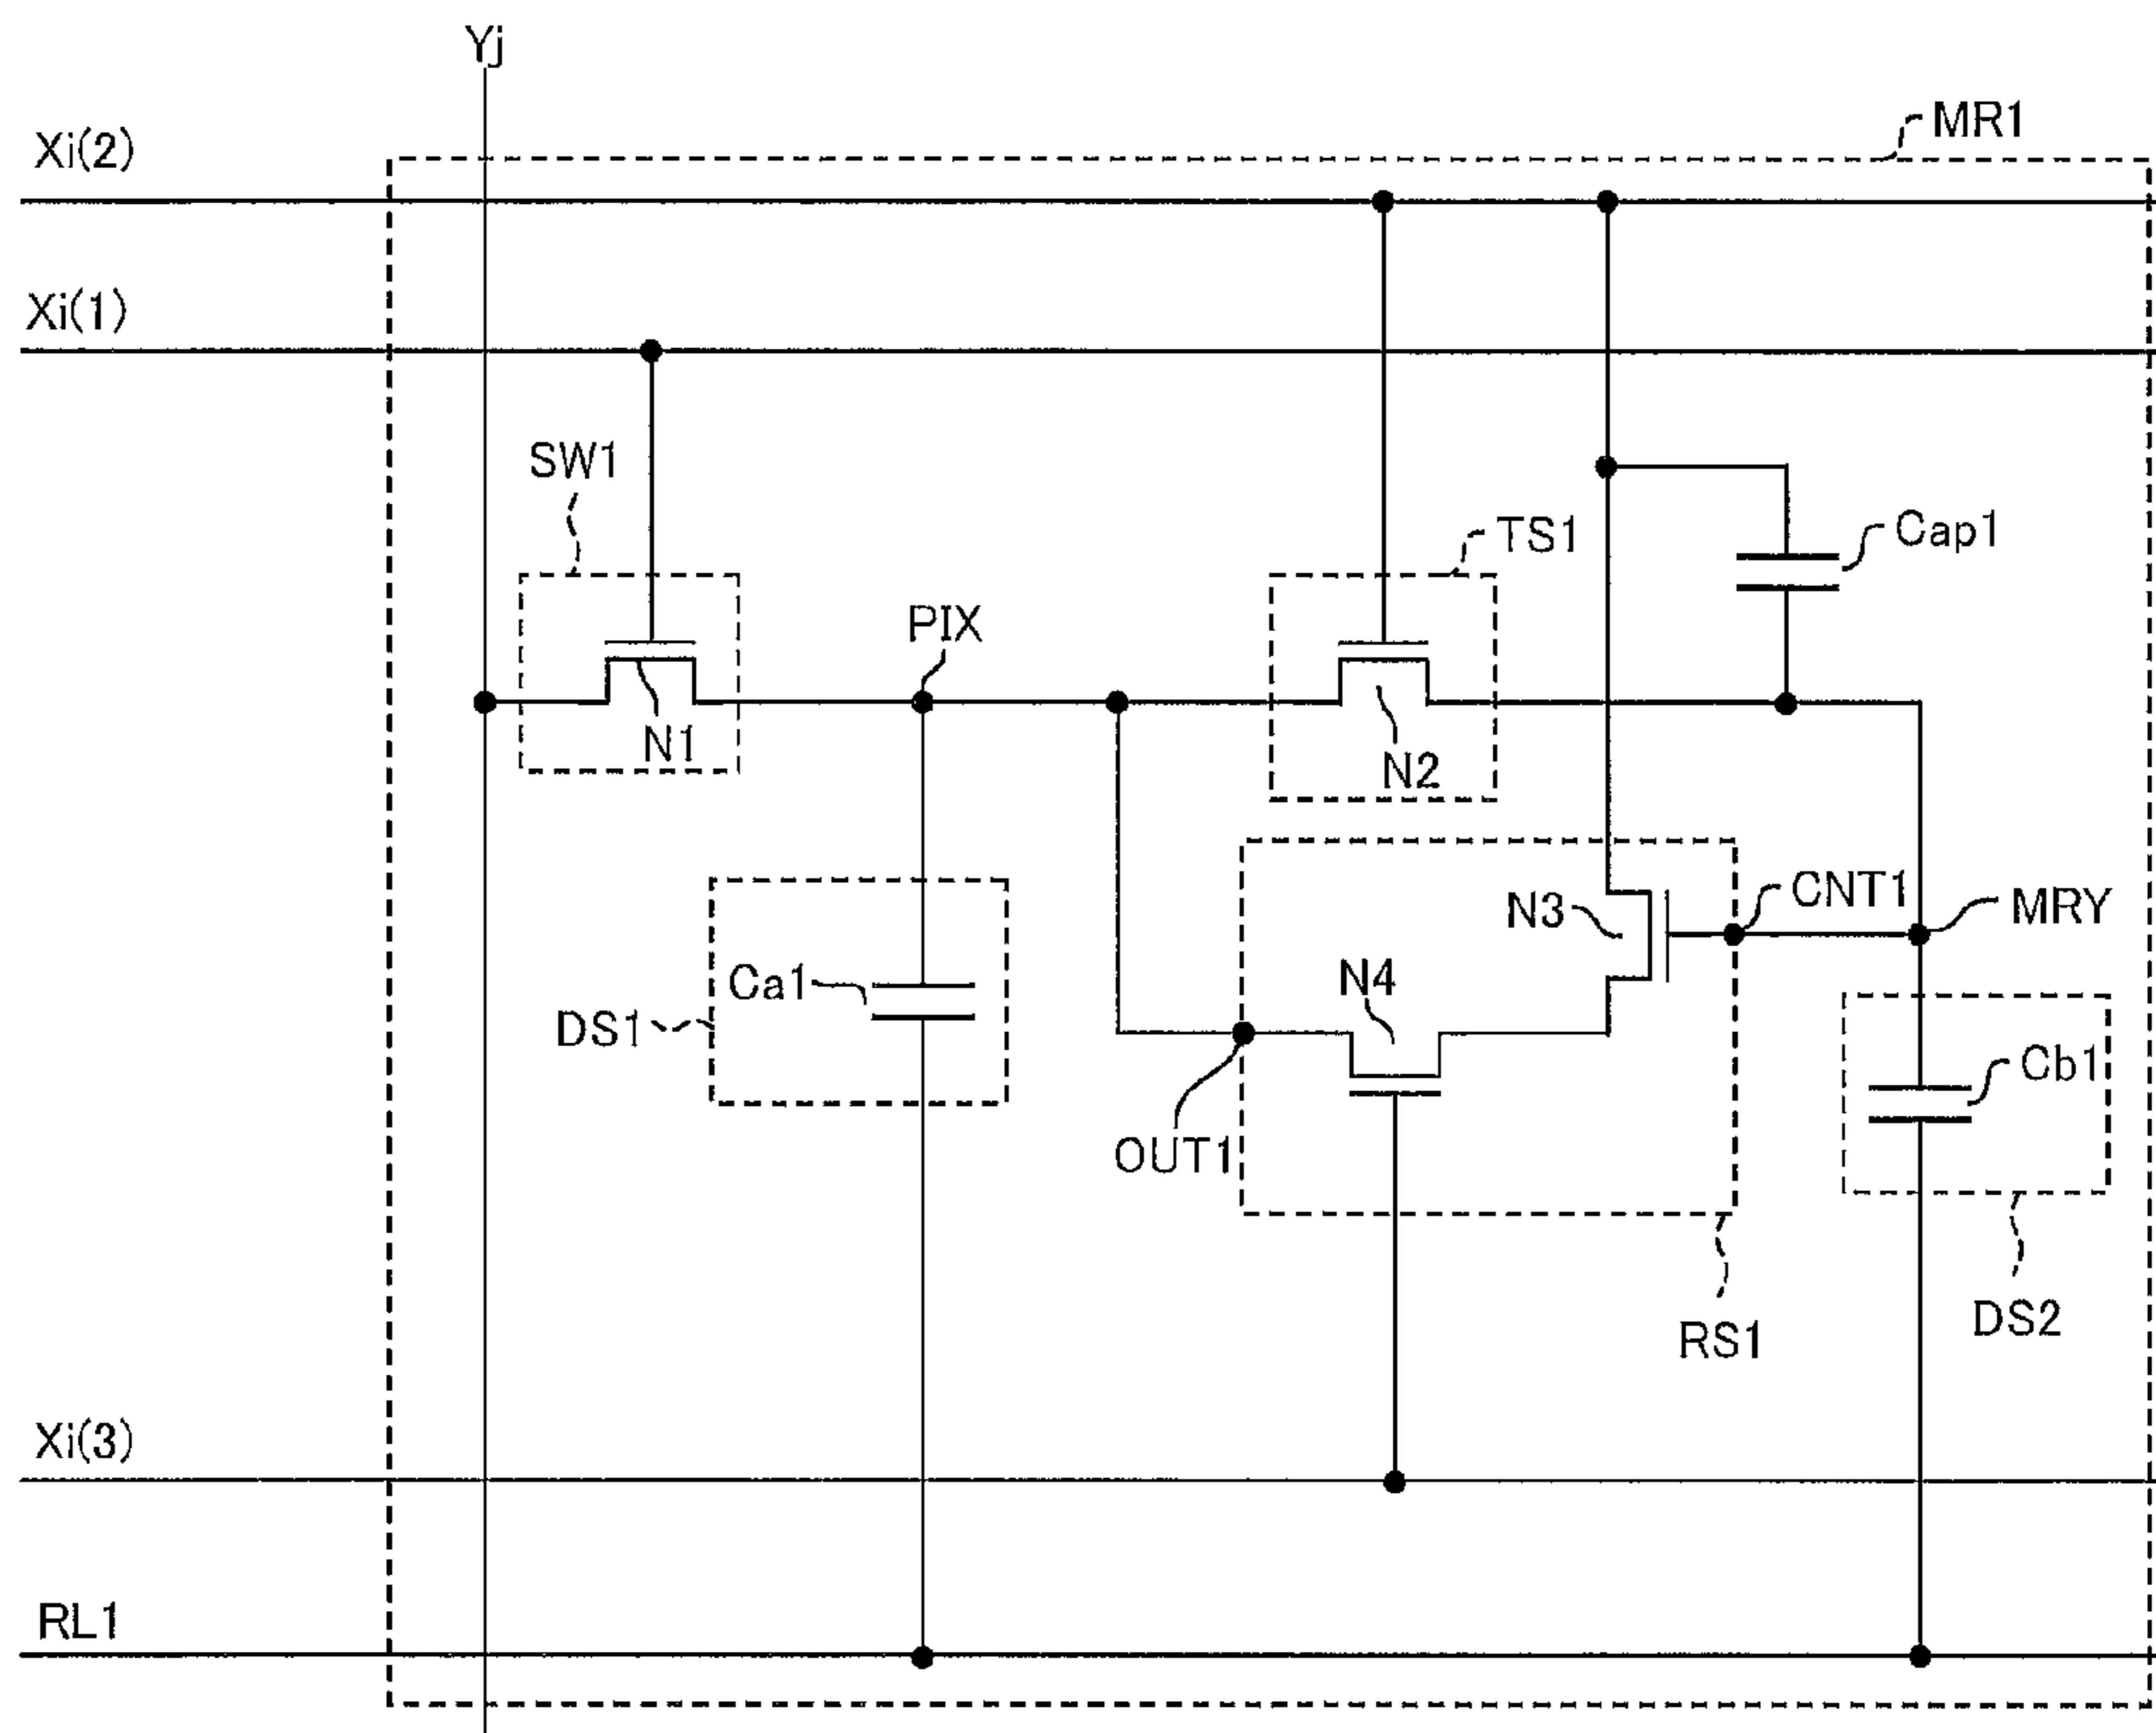 Yj
MR1
Xi(2)
Xi(1)
SW1
TS1
Cap1
PIX
N1
N2
CNT1
N3
MRY
N4
Ca1
DS1
Cb1
OUT1
DS2
RS1
Xi(3)
RL1